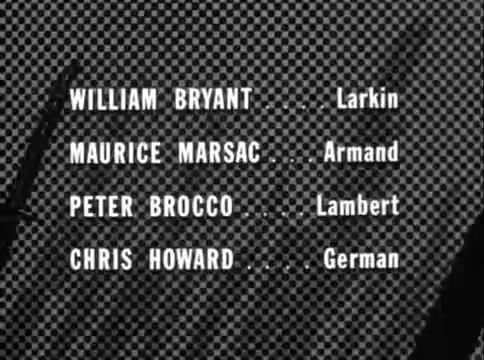 WILLIAM BRYANT . . . . Larkin
MAURICE MARSAC . . . Armand
PETER BROCCO . . . . Lambert
CHRIS HOWARD . . . . German